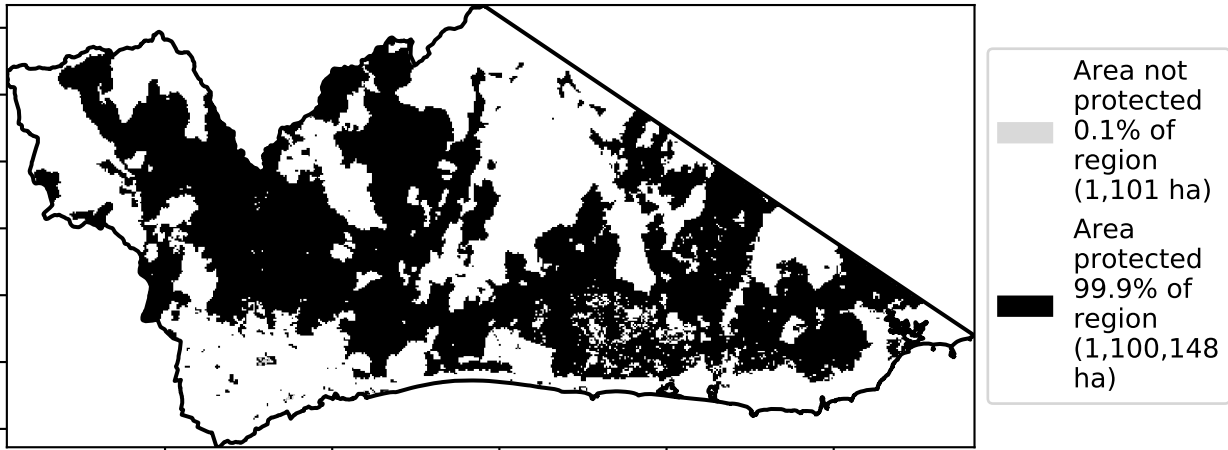 Area not
protected
0.1% of
region
(1,101 ha)
Area
protected
99.9% of
region
(1,100,148
ha)